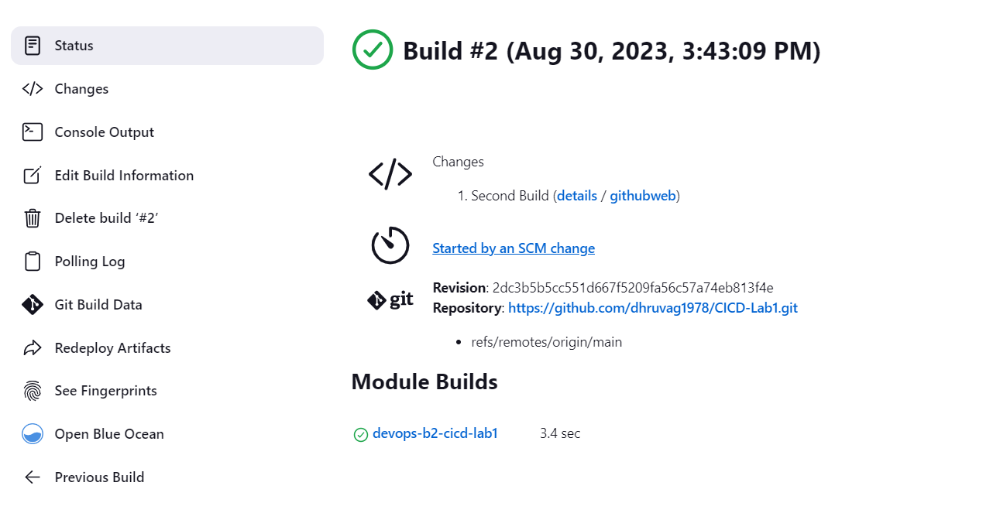 Status
Changes
Console Output
Edit Build Information
Delete build ‘#2’
Polling Log
Git Build Data
Redeploy Artifacts
See Fingerprints
Open Blue Ocean
Previous Build
Build #2 (Aug 30, 2023, 3:43:09 PM)
Changes
1. Second Build (details / githubweb)
Started by an SCM change
git
Revision: 2dc3b5b5cc551d667f5209fa56c57a74eb813f4e
Repository: https://github.com/dhruvag1978/CICD-Lab1.git
• refs/remotes/origin/main
Module Builds
devops-b2-cicd-lab1 3.4 sec